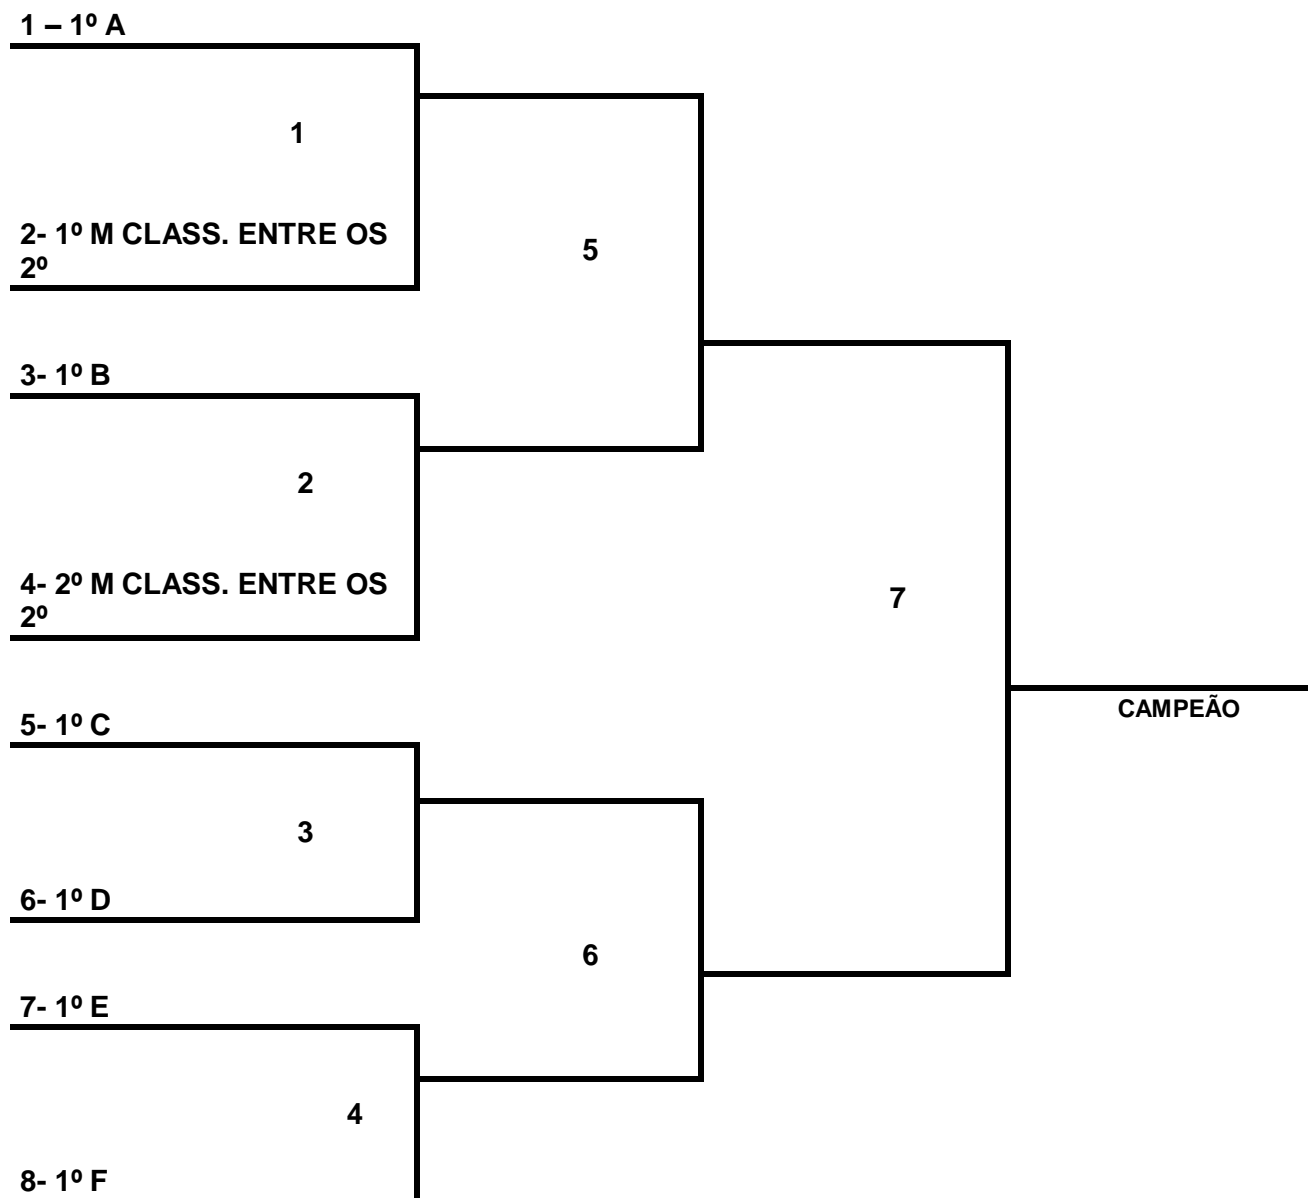 1 – 1º A
1
2- 1º M CLASS. ENTRE OS
2º
5
3- 1º B
2
4- 2º M CLASS. ENTRE OS
2º
7
CAMPEÃO
5- 1º C
3
6- 1º D
6
7- 1º E
4
8- 1º F